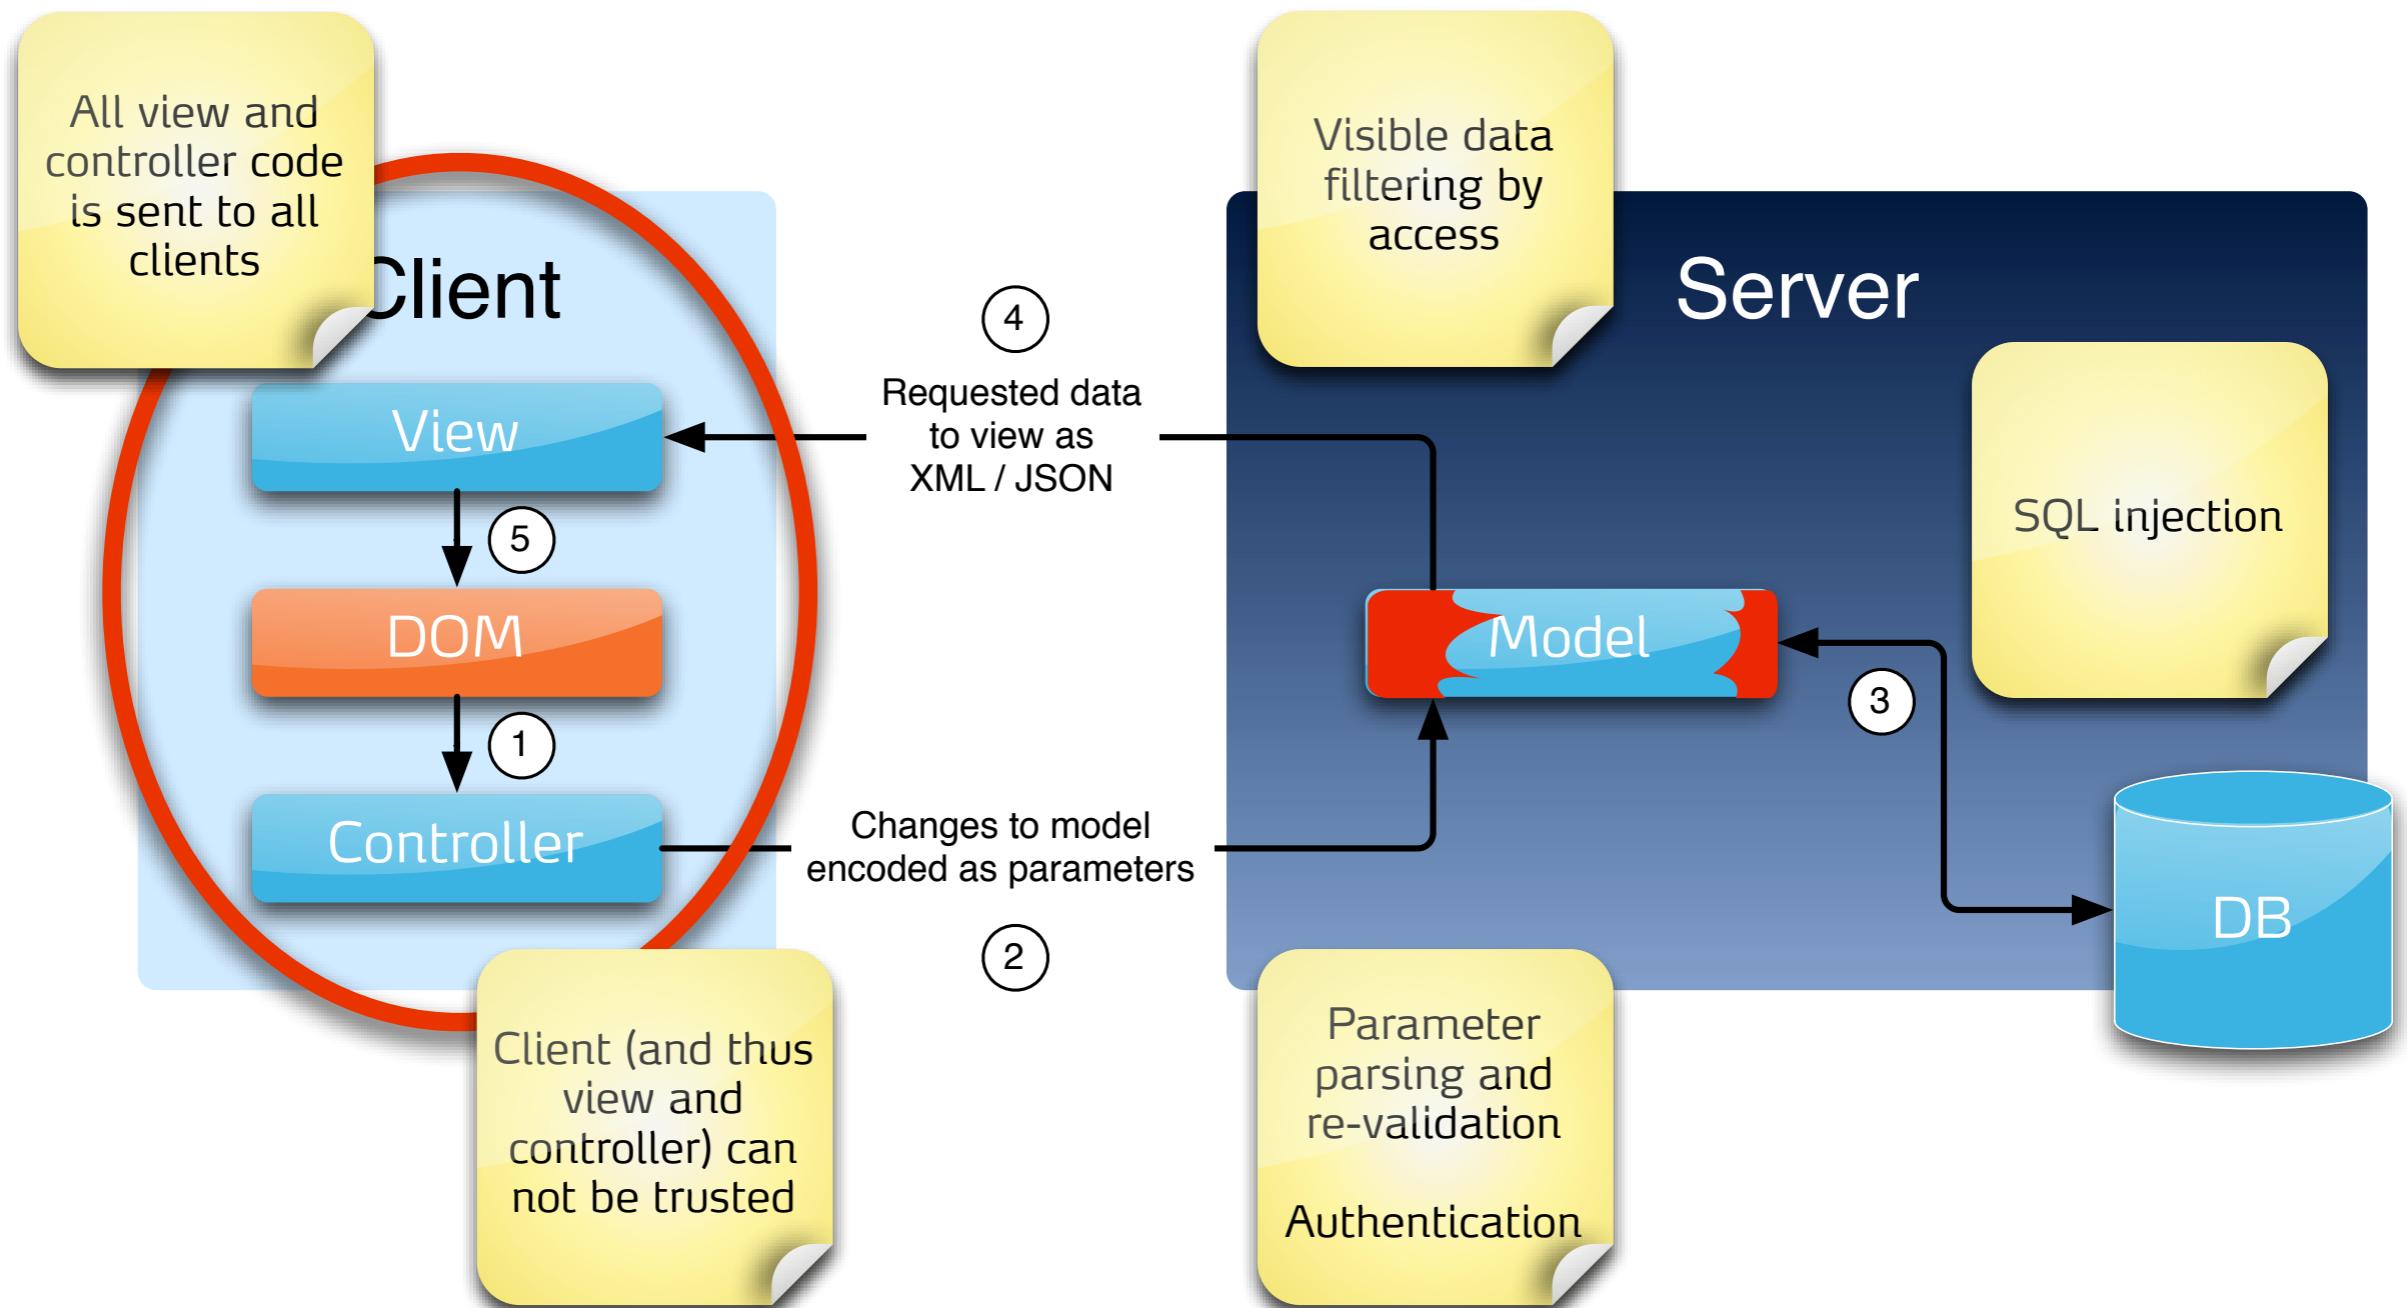 All view and
controller code
is sent to all
clients
Client
View
5
DOM
1
Controller
Client (and thus
view and
controller) can
not be trusted
4
Requested data
to view as
XML / JSON
Changes to model
encoded as parameters
2
Visible data
filtering by
access
Server
SQL injection
Model
3
DB
Parameter
parsing and
re-validation
Authentication